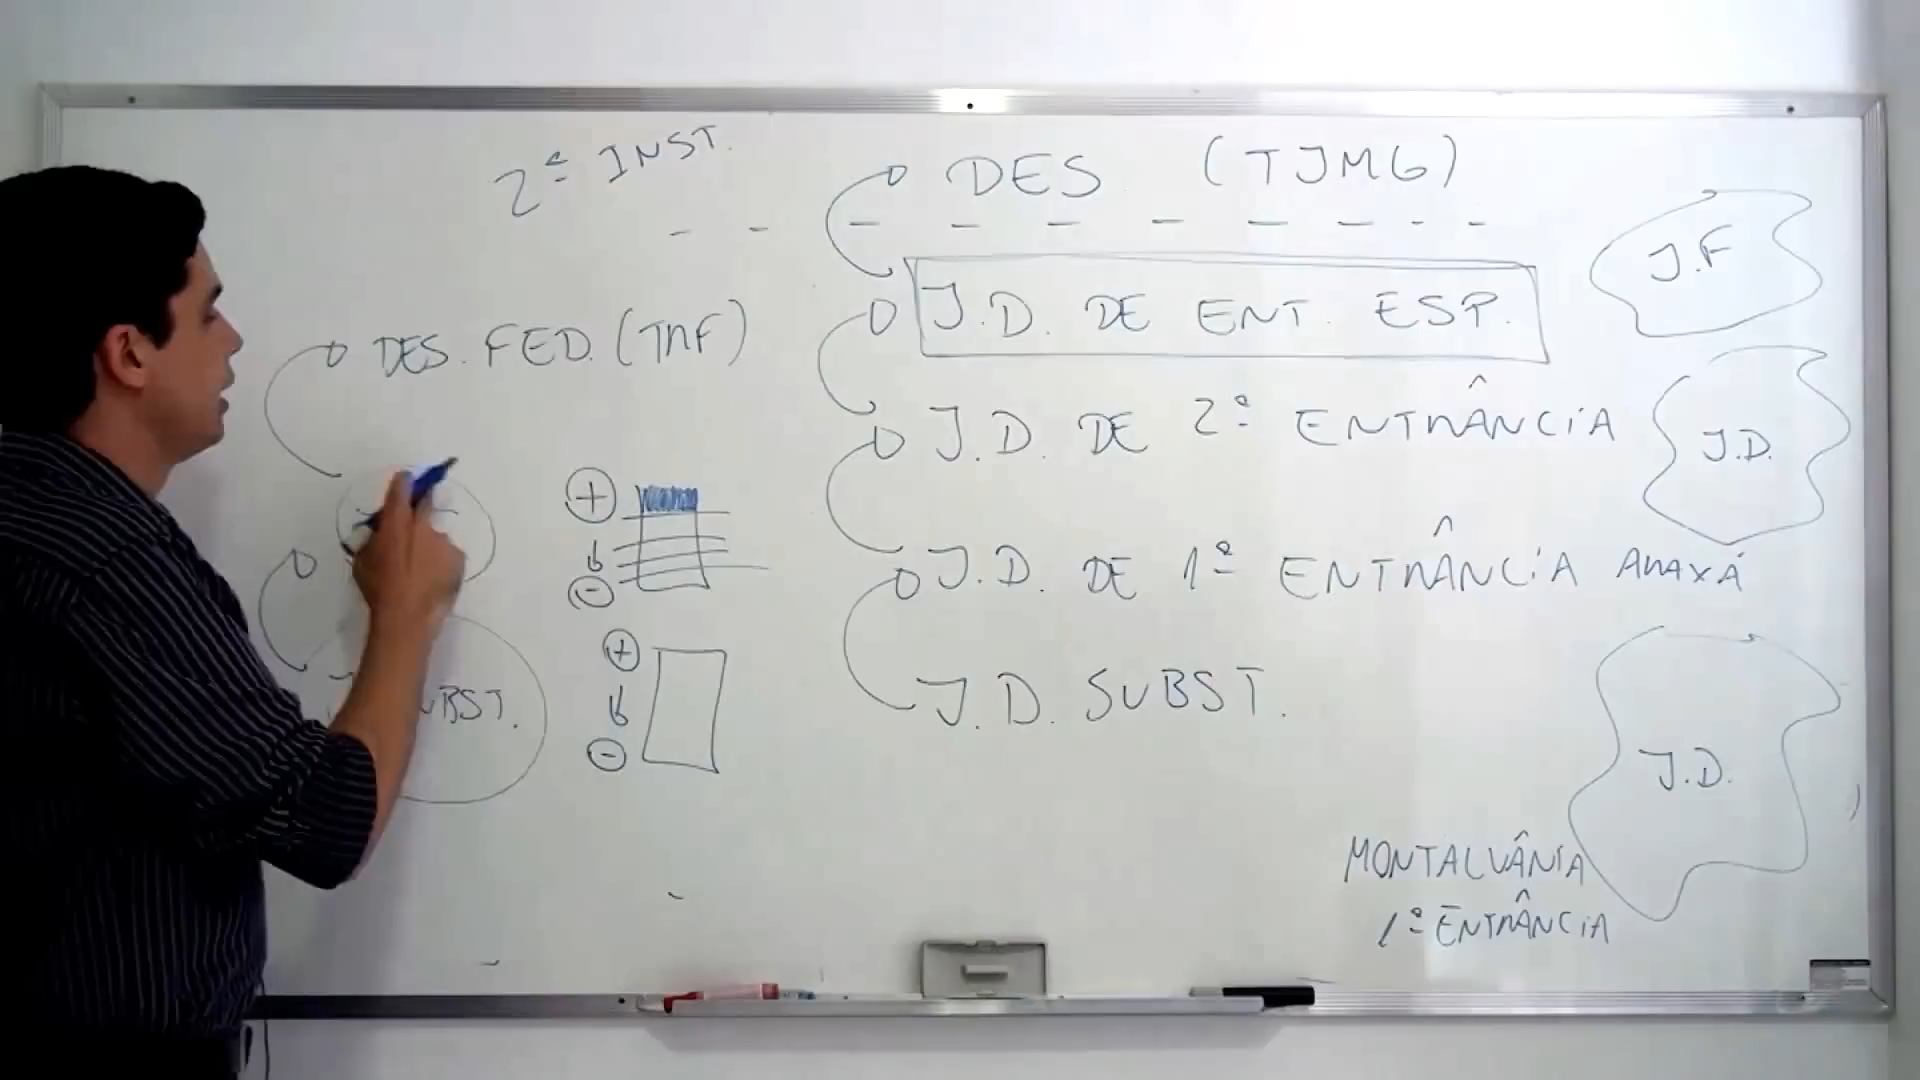 2ª INST.
DES (TJMG)
J.F
DES. FED. (TRF)
J.D. DE ENT. ESP.
J.D. DE 2ª ENTRÂNCIA
J.D.
+
-
J.D. DE 1ª ENTRÂNCIA ARAXÁ
+
-
J.D. SUBST.
J.D.
MONTALVÂNIA
1ª ENTRÂNCIA